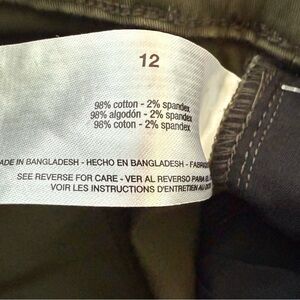 12
98% cotton - 2% spandex
98% algodón - 2% spandex
98% coton - 2% spandex
ADE IN BANGLADESH - HECHO EN BANGLADESH - FABRIQ
SEE REVERSE FOR CARE - VER AL REVERSO PARA EL
VOIR LES INSTRUCTIONS D'ENTRETIEN AU DOS